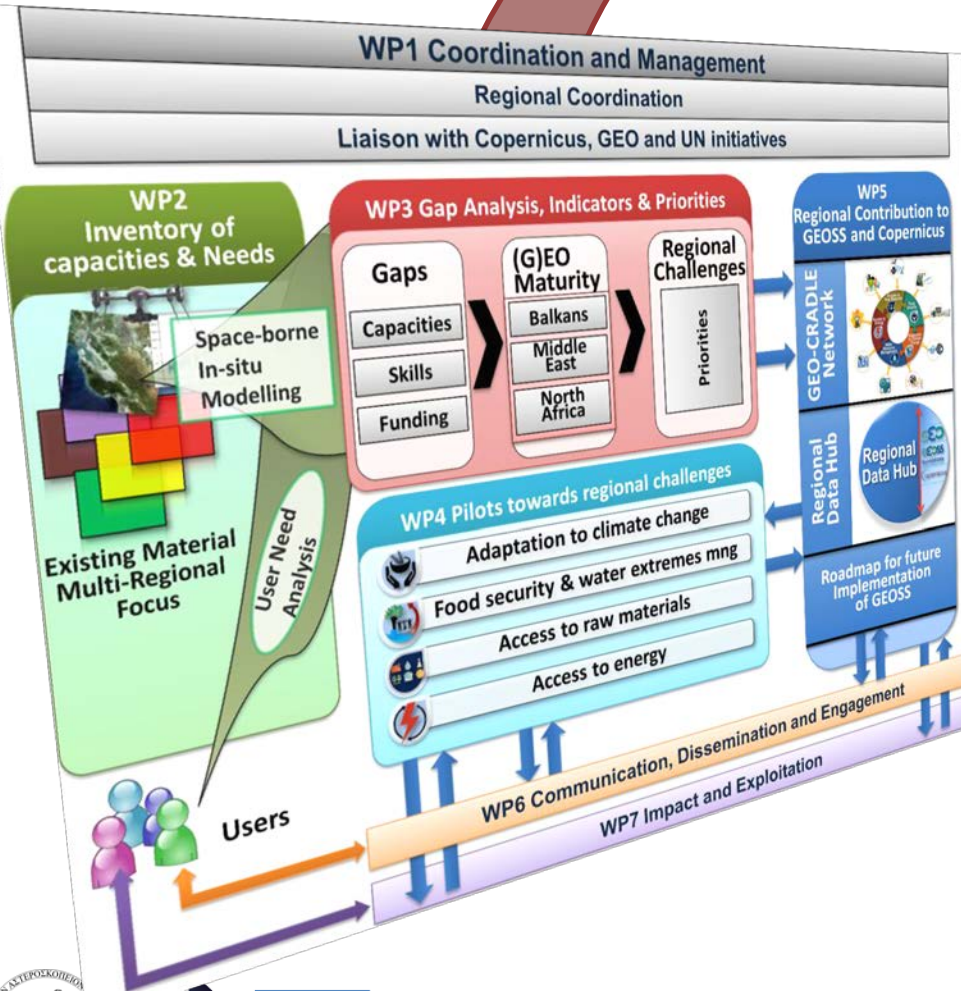 WP1 Coordination and Management
Regional Coordination
Liaison with Copernicus, GEO and UN initiatives
WP2
Inventory of
capacities & Needs
Space-borne
In-situ
Modelling
Existing Material
Multi-Regional
Focus
User Need
Analysis
Users
WP3 Gap Analysis, Indicators & Priorities
Gaps
Capacities
Skills
Funding
(G)EO
Maturity
Balkans
Middle
East
North
Africa
Regional
Challenges
Priorities
WP4 Pilots towards regional challenges
Adaptation to climate change
Food security & water extremes mng
Access to raw materials
Access to energy
WP5
Regional Contribution to
GEOSS and Copernicus
GEO-CRADLE
Network
Regional
Data Hub
Regional
Data Hub
Roadmap for future
Implementation
of GEOSS
WP6 Communication, Dissemination and Engagement
WP7 Impact and Exploitation
ΑΣΤΕΡΟΣΚΟΠΕΙΟΝ